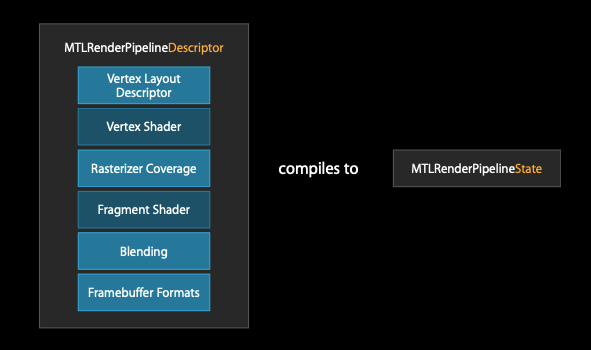 MTLRenderPipelineDescriptor
Vertex Layout
Descriptor
Vertex Shader
Rasterizer Coverage
Fragment Shader
Blending
Framebuffer Formats
compiles to
MTLRenderPipelineState